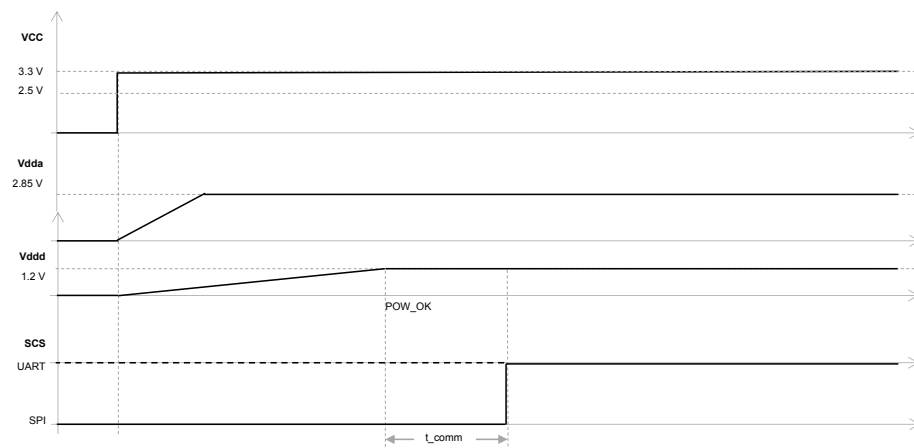 VCC
3.3 V
2.5 V
Vdda
2.85 V
Vddd
1.2 V
POW_OK
SCS
UART
SPI
t_comm